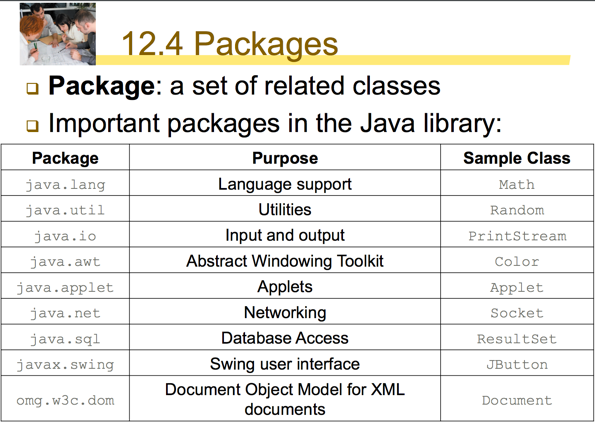 12.4 Packages
Package: a set of related classes
Important packages in the Java library:
Package Purpose Sample Class
java.lang Language support Math
java.util Utilities Random
java.io Input and output PrintStream
java.awt Abstract Windowing Toolkit Color
java.applet Applets Applet
java.net Networking Socket
java.sql Database Access ResultSet
javax.swing Swing user interface JButton
omg.w3c.dom Document Object Model for XML Document
documents